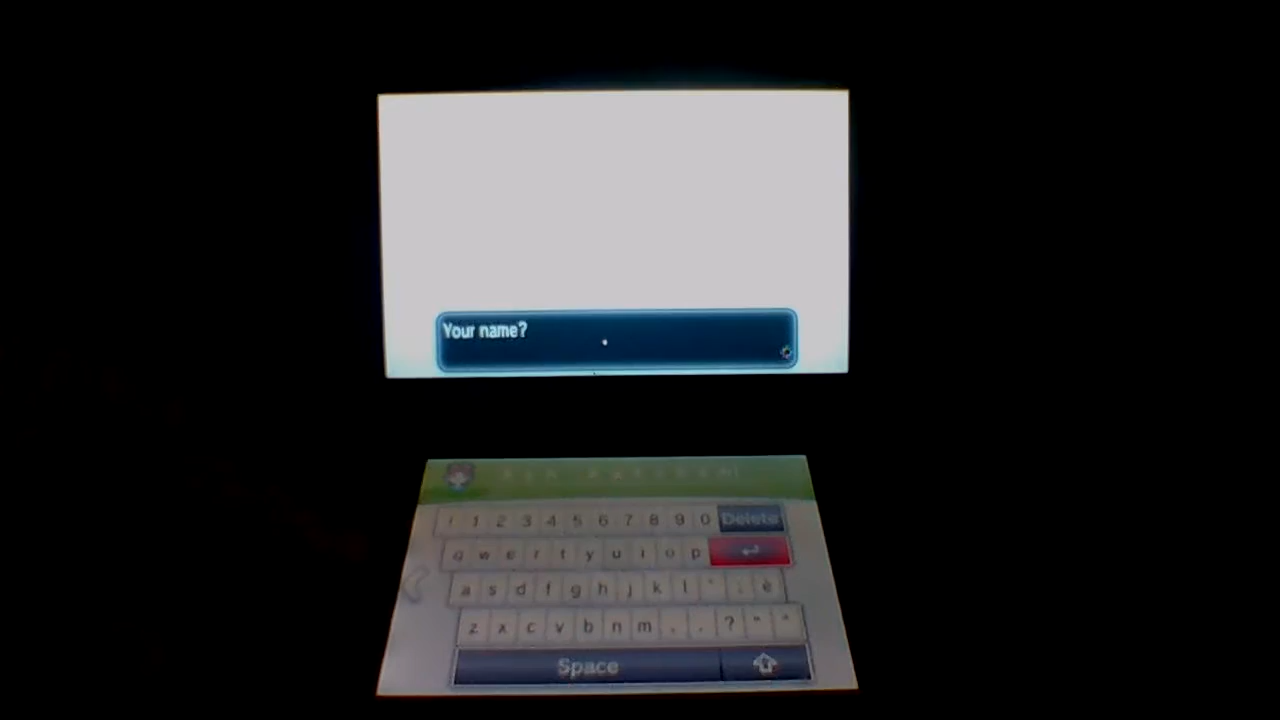 Your name?
1 2 3 4 5 6 7 8 9 0 Delete
q w e r t y u i o p
a s d f g h j k l ' : è
z x c v b n m , . ? " ^
Space